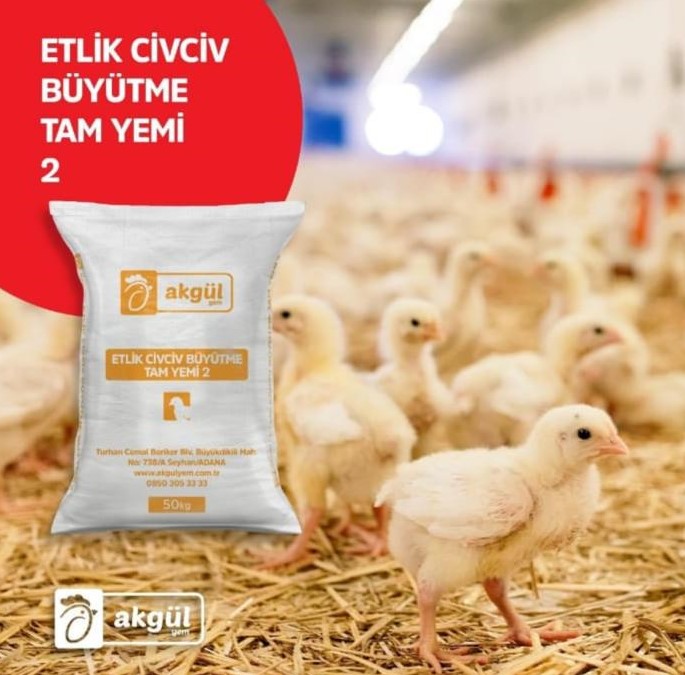 ETLİK CİVCİV
BÜYÜTME
TAM YEMİ
2
akgül
yem
ETLİK CİVCİV BÜYÜTME
TAM YEMİ 2
Turhan Cemal Beriker Blv. Büyükdikili Mah.
No: 738/A Seyhan/ADANA
www.akgulyem.com.tr
0850 305 33 33
50kg
akgül
yem